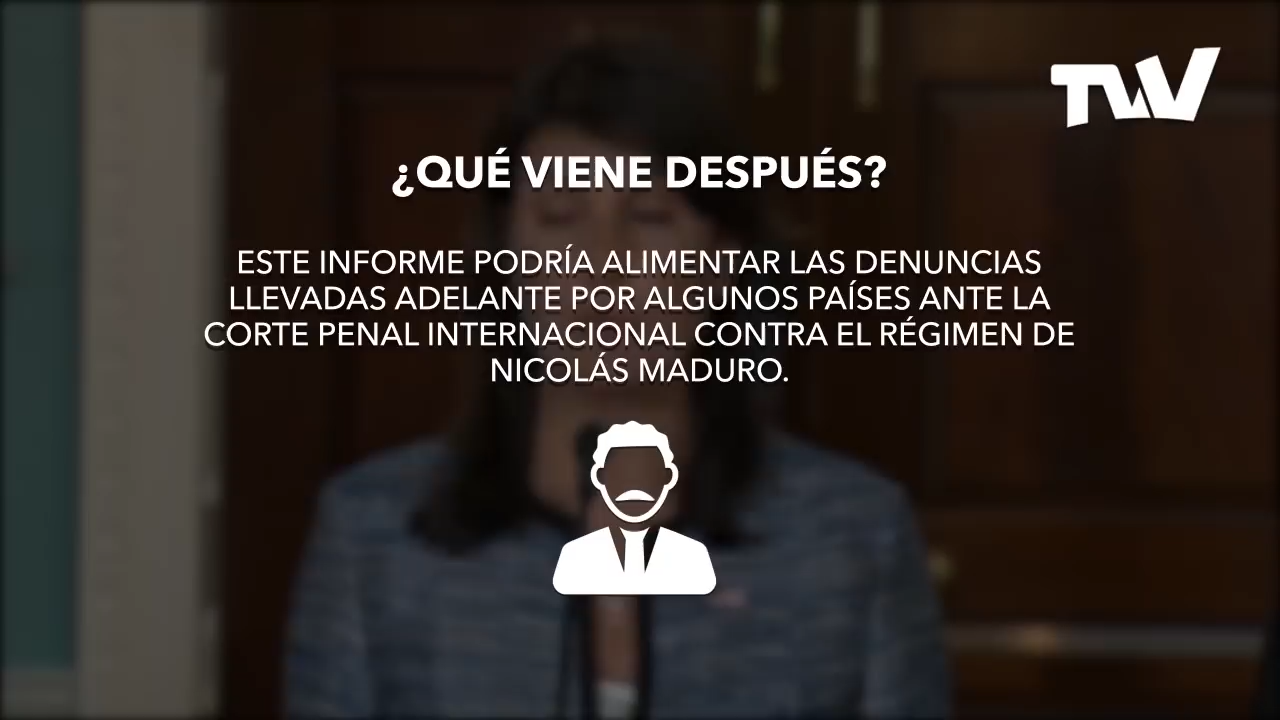 TVV
¿QUÉ VIENE DESPUÉS?
ESTE INFORME PODRÍA ALIMENTAR LAS DENUNCIAS
LLEVADAS ADELANTE POR ALGUNOS PAÍSES ANTE LA
CORTE PENAL INTERNACIONAL CONTRA EL RÉGIMEN DE
NICOLÁS MADURO.